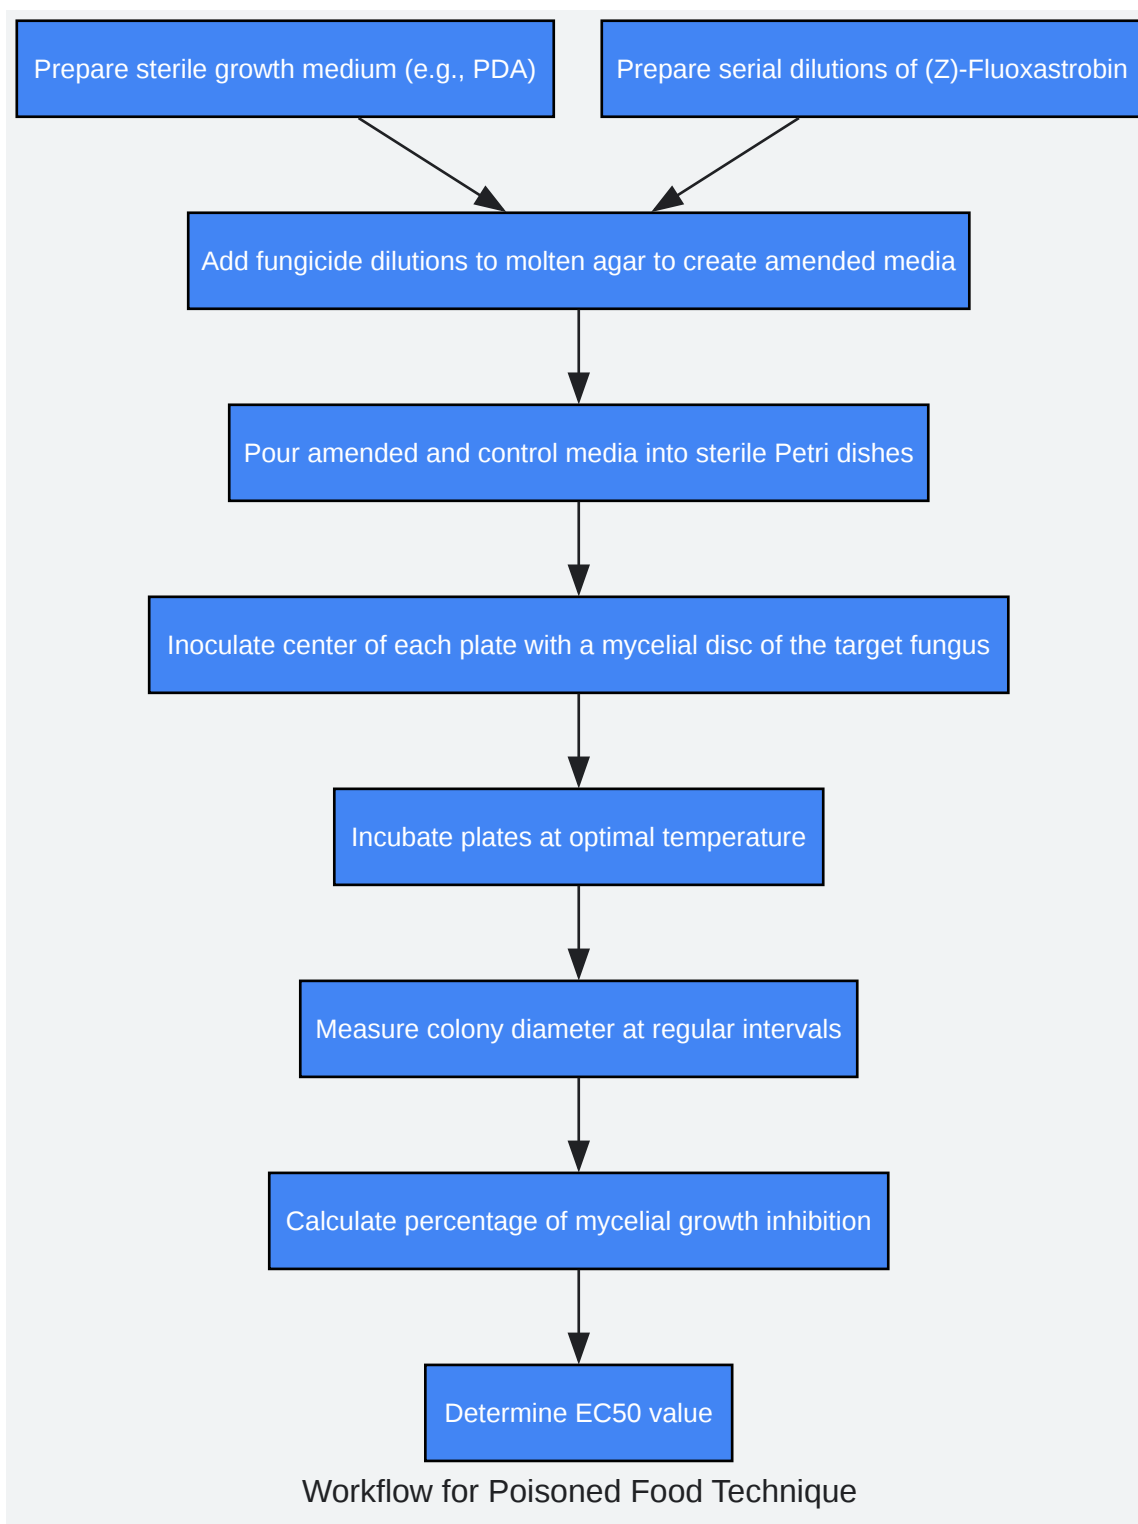 Prepare sterile growth medium (e.g., PDA)
Prepare serial dilutions of (Z)-Fluoxastrobin
Add fungicide dilutions to molten agar to create amended media
Pour amended and control media into sterile Petri dishes
Inoculate center of each plate with a mycelial disc of the target fungus
Incubate plates at optimal temperature
Measure colony diameter at regular intervals
Calculate percentage of mycelial growth inhibition
Determine EC50 value
Workflow for Poisoned Food Technique